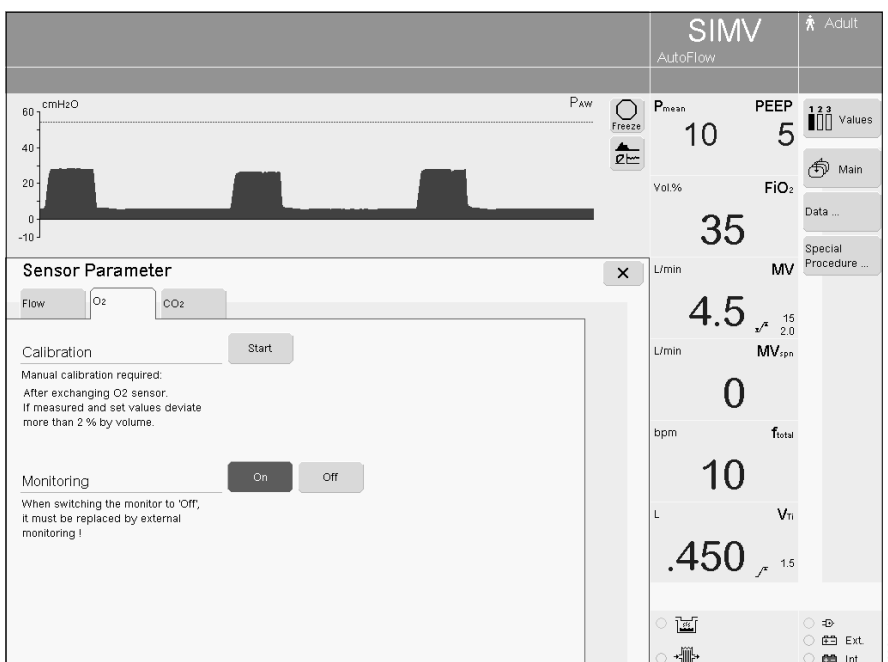 SIMV
Adult
AutoFlow
cmH2O
PAW
60
40
20
0
-10
Freeze
Pmean
PEEP
10
5
1 2 3
Values
Main
Data ...
Special
Procedure ...
Vol.%
FiO2
35
L/min
MV
4.5
15
2.0
L/min
MVspn
0
bpm
ftotal
10
L
VTi
.450
1.5
Ext.
Int.
Sensor Parameter
Flow
O2
CO2
Calibration
Start
Manual calibration required:
After exchanging O2 sensor.
If measured and set values deviate
more than 2 % by volume.
Monitoring
On
Off
When switching the monitor to 'Off',
it must be replaced by external
monitoring !